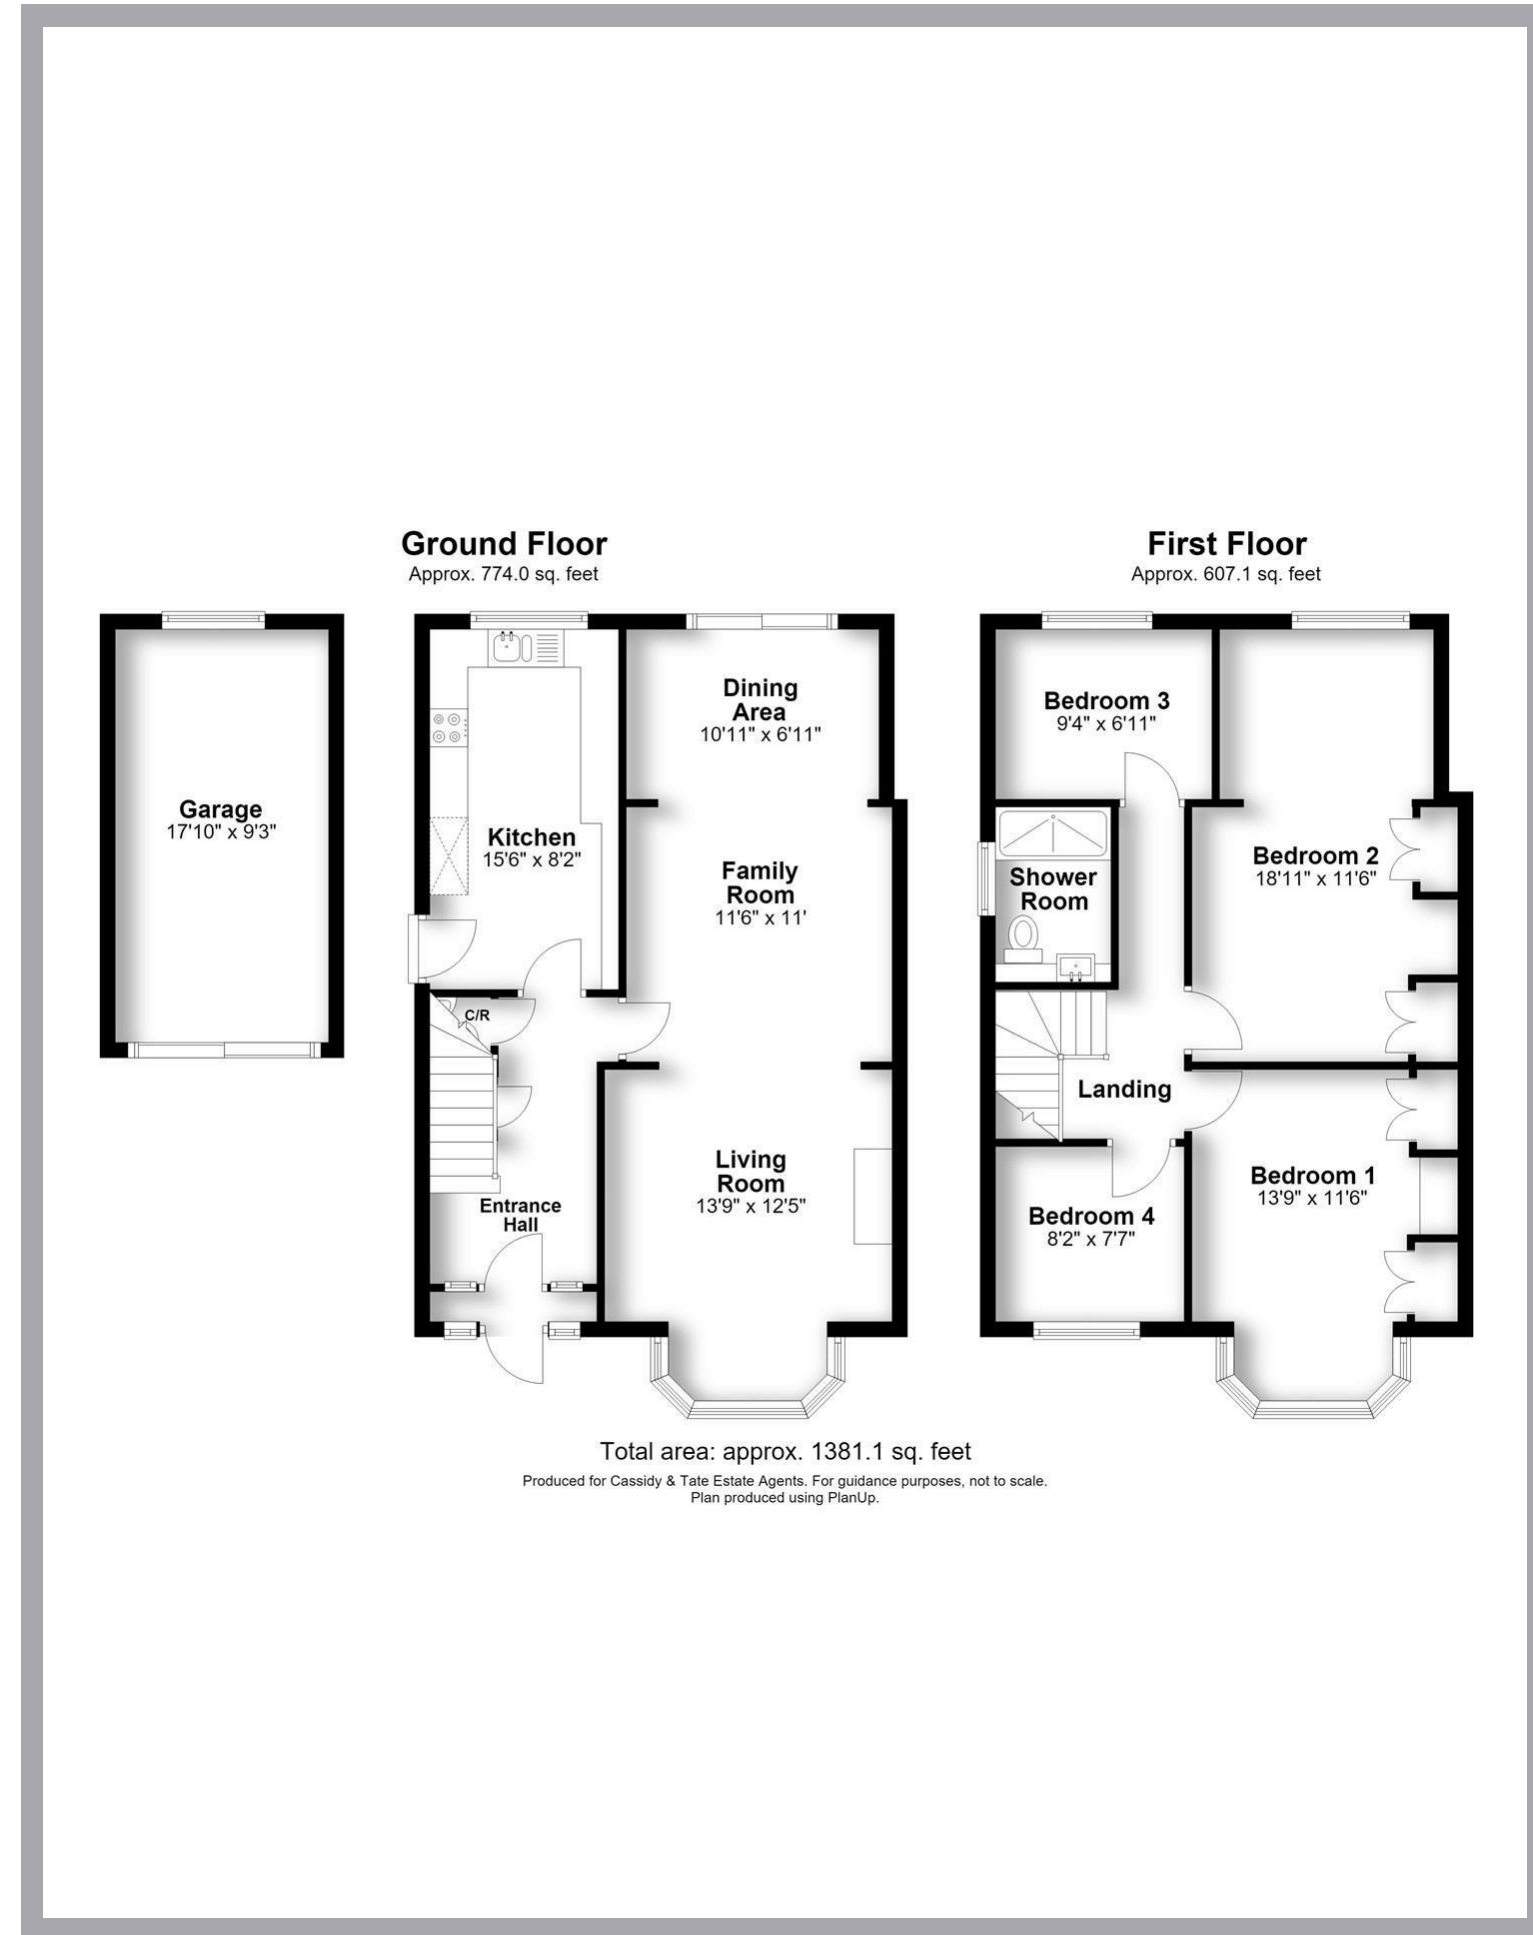 Ground Floor
Approx. 774.0 sq. feet
Garage
17'10" x 9'3"
Dining
Area
10'11" x 6'11"
Kitchen
15'6" x 8'2"
Family
Room
11'6" x 11'
C/R
Living
Room
13'9" x 12'5"
Entrance
Hall
First Floor
Approx. 607.1 sq. feet
Bedroom 3
9'4" x 6'11"
Bedroom 2
18'11" x 11'6"
Shower
Room
Landing
Bedroom 1
13'9" x 11'6"
Bedroom 4
8'2" x 7'7"
Total area: approx. 1381.1 sq. feet
Produced for Cassidy & Tate Estate Agents. For guidance purposes, not to scale.
Plan produced using PlanUp.